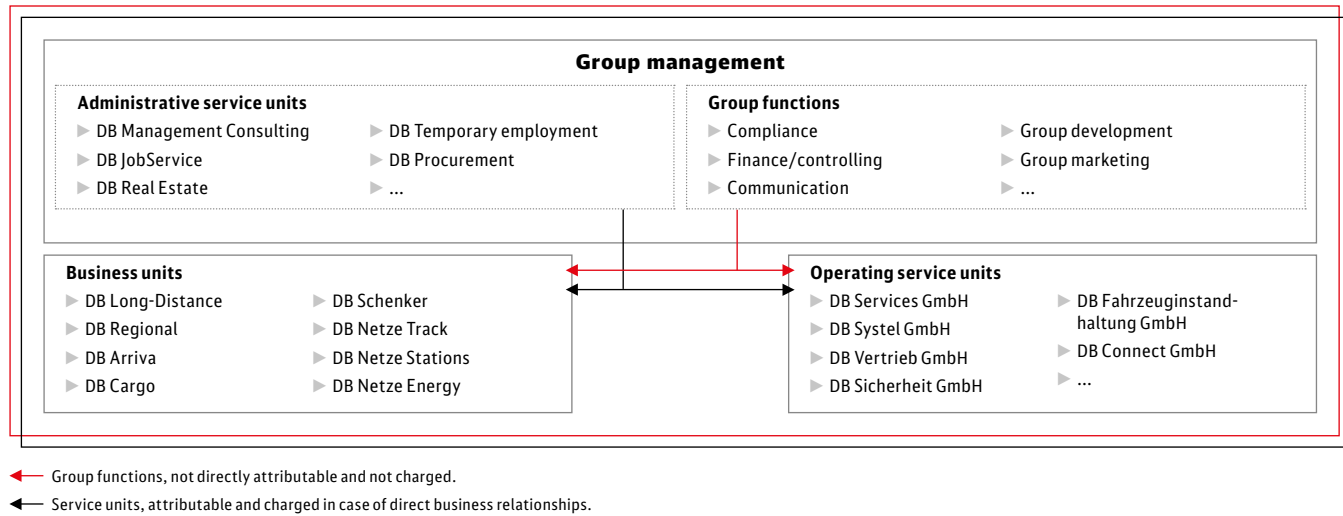 Group management
Administrative service units
DB Management Consulting
DB JobService
DB Real Estate
DB Temporary employment
DB Procurement
...
Group functions
Compliance
Finance/controlling
Communication
Group development
Group marketing
...
Business units
DB Long-Distance
DB Regional
DB Arriva
DB Cargo
DB Schenker
DB Netze Track
DB Netze Stations
DB Netze Energy
Operating service units
DB Services GmbH
DB Systel GmbH
DB Vertrieb GmbH
DB Sicherheit GmbH
DB Fahrzeuginstand-
haltung GmbH
DB Connect GmbH
...
Group functions, not directly attributable and not charged.
Service units, attributable and charged in case of direct business relationships.